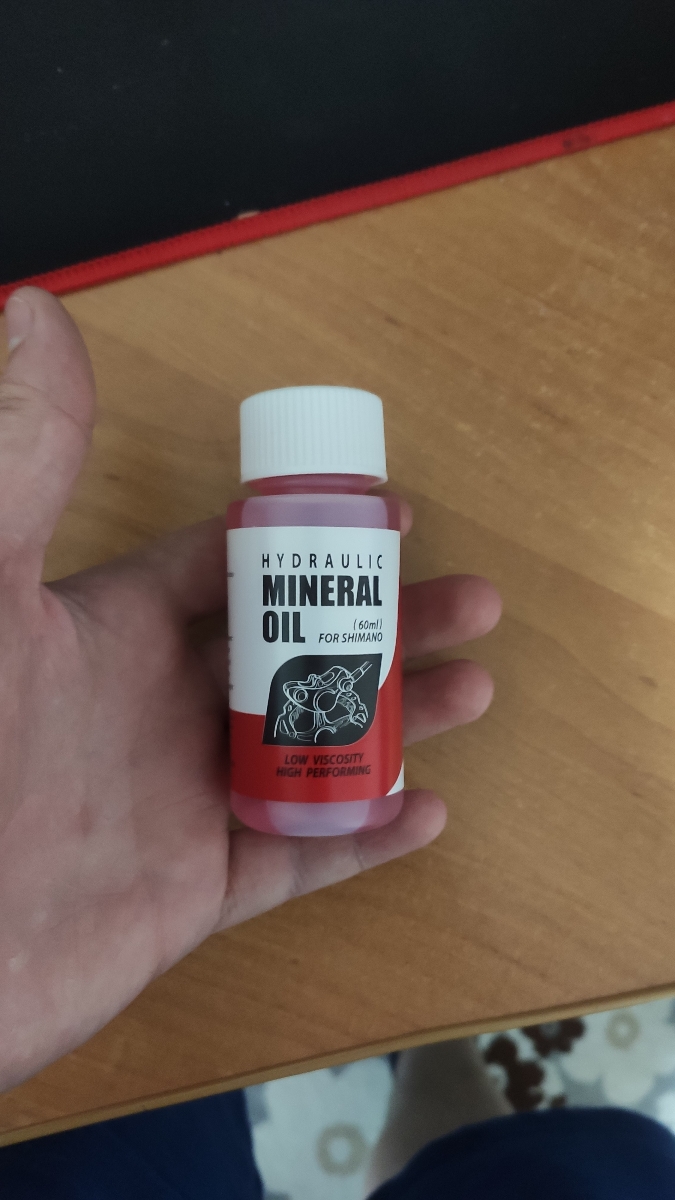 HYDRAULIC
MINERAL
OIL (60ml)
FOR SHIMANO
LOW VISCOSITY
HIGH PERFORMING